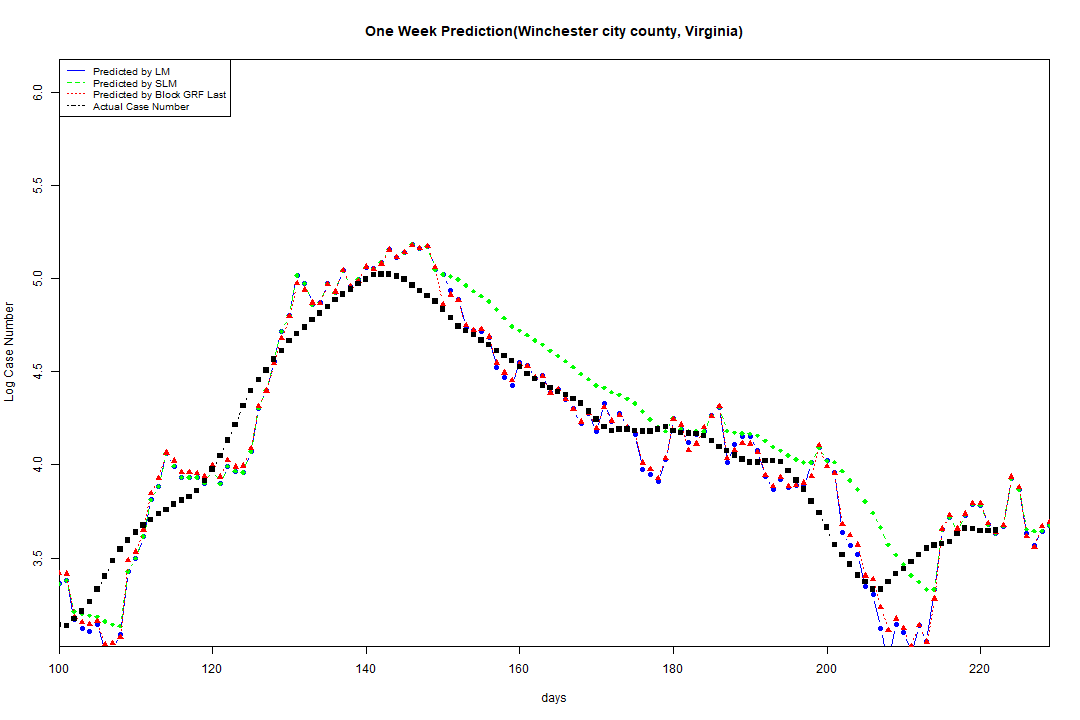 One Week Prediction(Winchester city county, Virginia)
Predicted by LM
Predicted by SLM
Predicted by Block GRF Last
Actual Case Number
6.0
5.5
5.0
4.5
4.0
3.5
Log Case Number
100 120 140 160 180 200 220
days